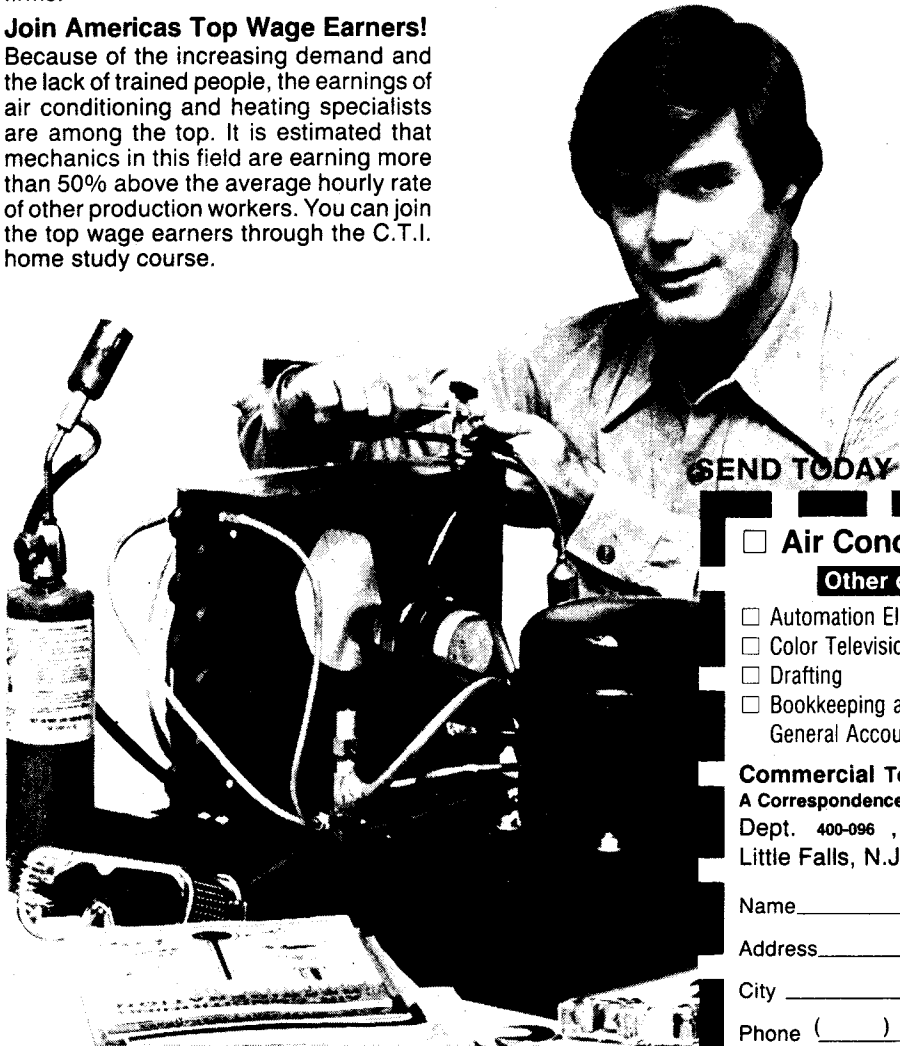 Join Americas Top Wage Earners!
Because of the increasing demand and
the lack of trained people, the earnings of
air conditioning and heating specialists
are among the top. It is estimated that
mechanics in this field are earning more
than 50% above the average hourly rate
of other production workers. You can join
the top wage earners through the C.T.I.
home study course.
SEND TODAY
□ Air Cond
Other
□ Automation El
□ Color Televisio
□ Drafting
□ Bookkeeping a
General Accou
Commercial Te
A Correspondence
Dept. 400-096 ,
Little Falls, N.J
Name
Address
City
Phone ( )